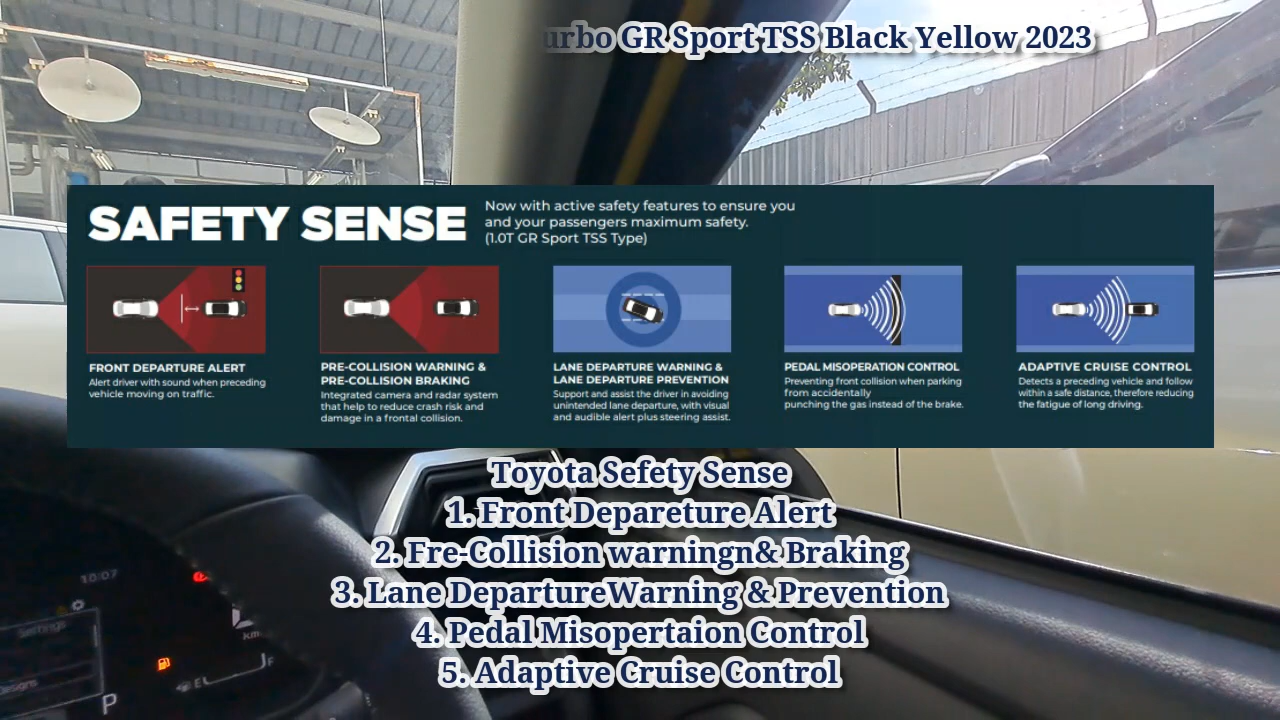 urbo GR Sport TSS Black Yellow 2023
SAFETY SENSE
Now with active safety features to ensure you
and your passengers maximum safety.
(1.0T GR Sport TSS Type)
FRONT DEPARTURE ALERT
Alert driver with sound when preceding
vehicle moving on traffic.
PRE-COLLISION WARNING &
PRE-COLLISION BRAKING
Integrated camera and radar system
that help to reduce crash risk and
damage in a frontal collision.
LANE DEPARTURE WARNING &
LANE DEPARTURE PREVENTION
Support and assist the driver in avoiding
unintended lane departure, with visual
and audible alert plus steering assist.
PEDAL MISOPERATION CONTROL
Preventing front collision when parking
from accidentally
punching the gas instead of the brake.
ADAPTIVE CRUISE CONTROL
Detects a preceding vehicle and follow
within a safe distance, therefore reducing
the fatigue of long driving.
Toyota Sefety Sense
1. Front Depareture Alert
2. Fre-Collision warningn& Braking
3. Lane DepartureWarning & Prevention
4. Pedal Misopertaion Control
5. Adaptive Cruise Control
10:07
Settings
km
F
E
P